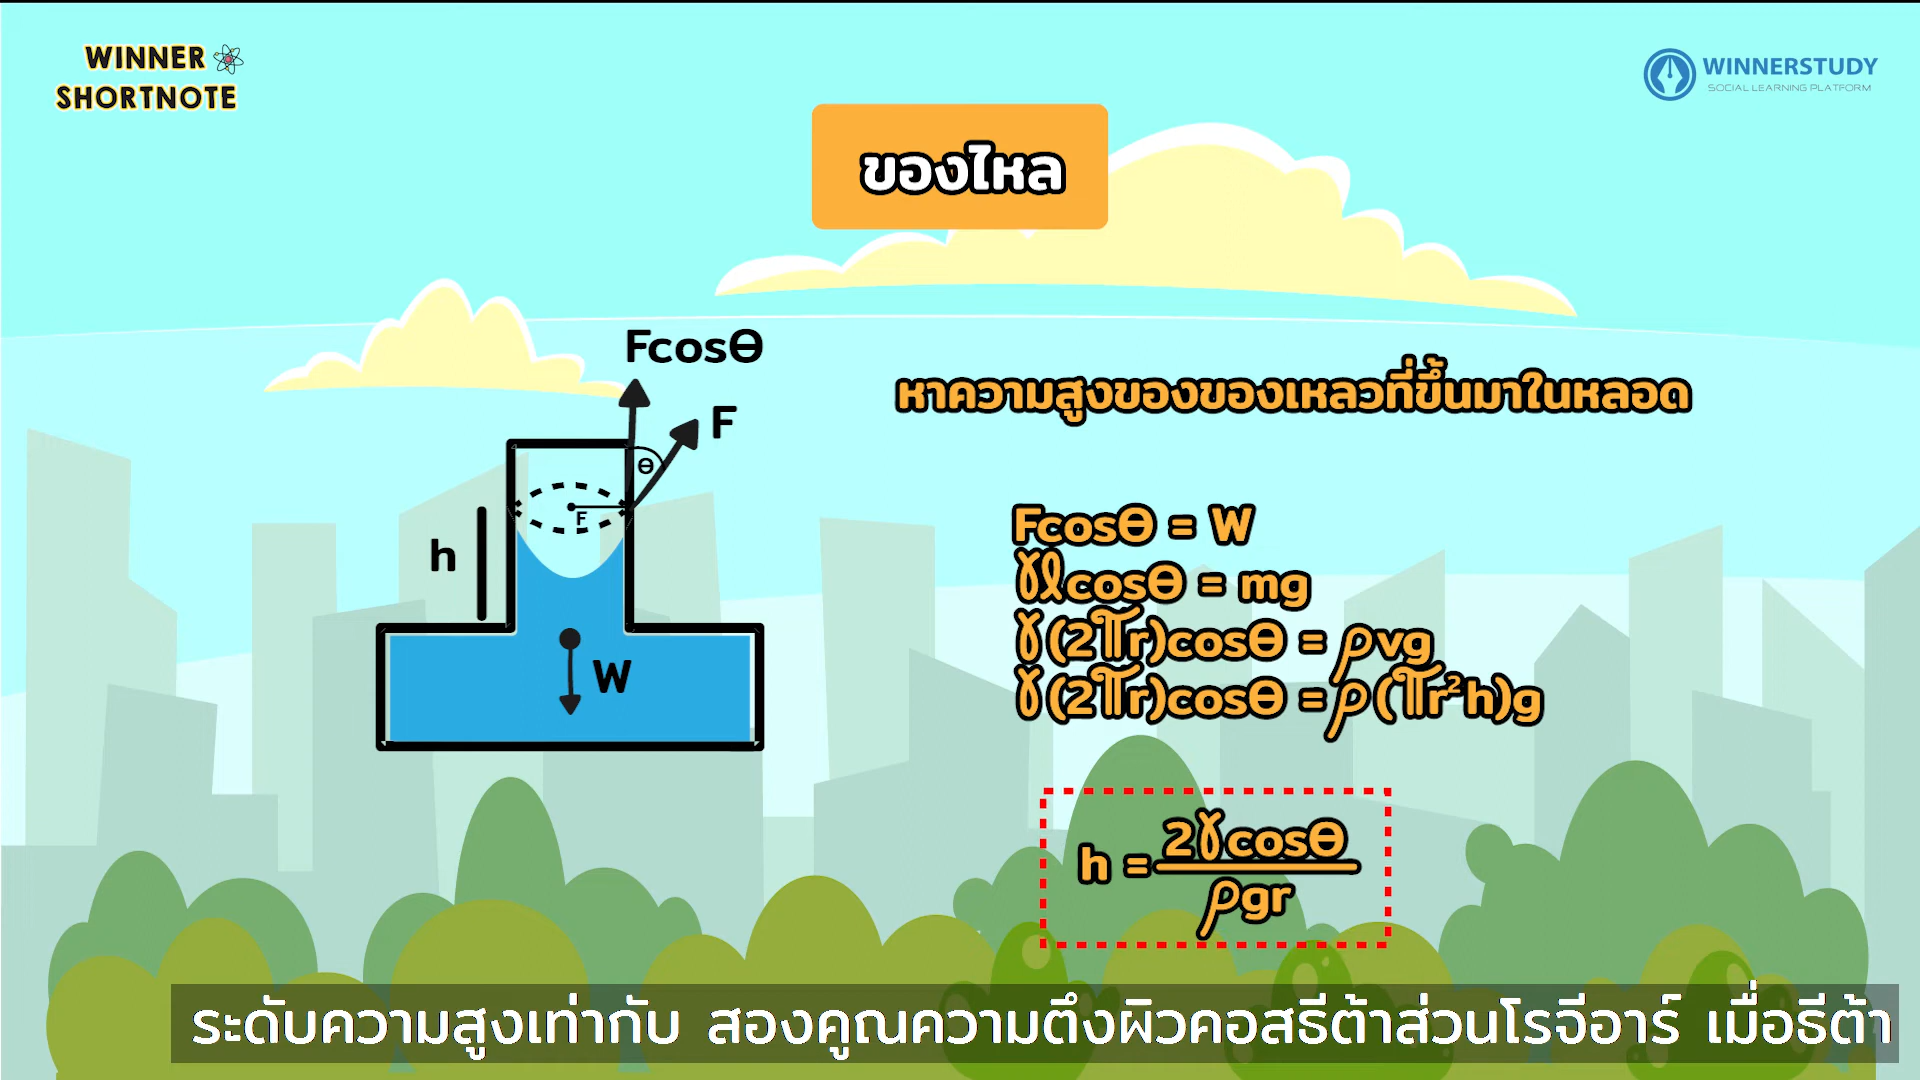 WINNER
SHORTNOTE
WINNERSTUDY
SOCIAL LEARNING PLATFORM
ของไหล
Fcosθ
F
θ
F
h
W
หาความสูงของของเหลวที่ขึ้นมาในหลอด
Fcosθ = W
γℓcosθ = mg
γ(2πr)cosθ = ρvg
γ(2πr)cosθ = ρ(πr²h)g
h = 2γcosθ / ρgr
ระดับความสูงเท่ากับ สองคูณความตึงผิวคอสธีต้าส่วนโรจีอาร์ เมื่อธีต้า